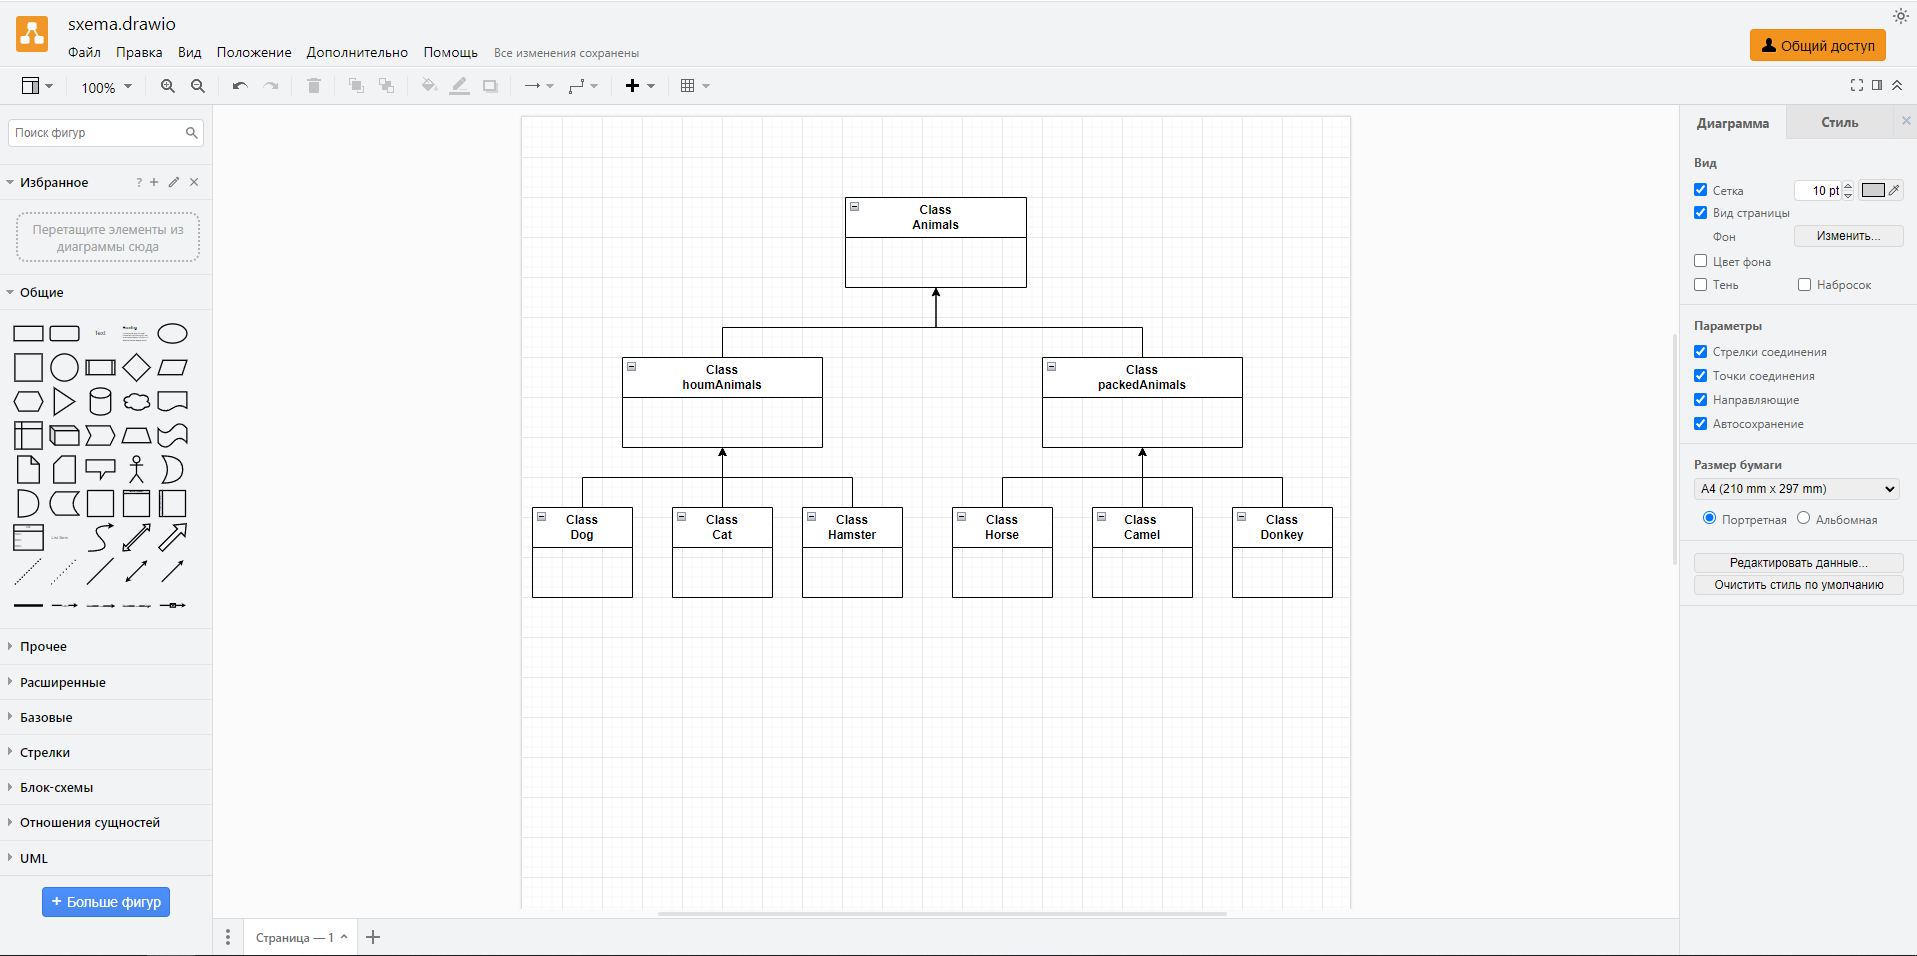 sxema.drawio
Файл Правка Вид Положение Дополнительно Помощь Все изменения сохранены
Общий доступ
100%
Поиск фигур
Избранное ?
Перетащите элементы из
диаграммы сюда
Общие
Text
Heading
List Item
Прочее
Расширенные
Базовые
Стрелки
Блок-схемы
Отношения сущностей
UML
+ Больше фигур
Class
Animals
Class
houmAnimals
Class
packedAnimals
Class
Dog
Class
Cat
Class
Hamster
Class
Horse
Class
Camel
Class
Donkey
Страница — 1
Диаграмма Стиль
Вид
Сетка 10 pt
Вид страницы
Фон Изменить...
Цвет фона
Тень Набросок
Параметры
Стрелки соединения
Точки соединения
Направляющие
Автосохранение
Размер бумаги
A4 (210 mm x 297 mm)
Портретная Альбомная
Редактировать данные...
Очистить стиль по умолчанию